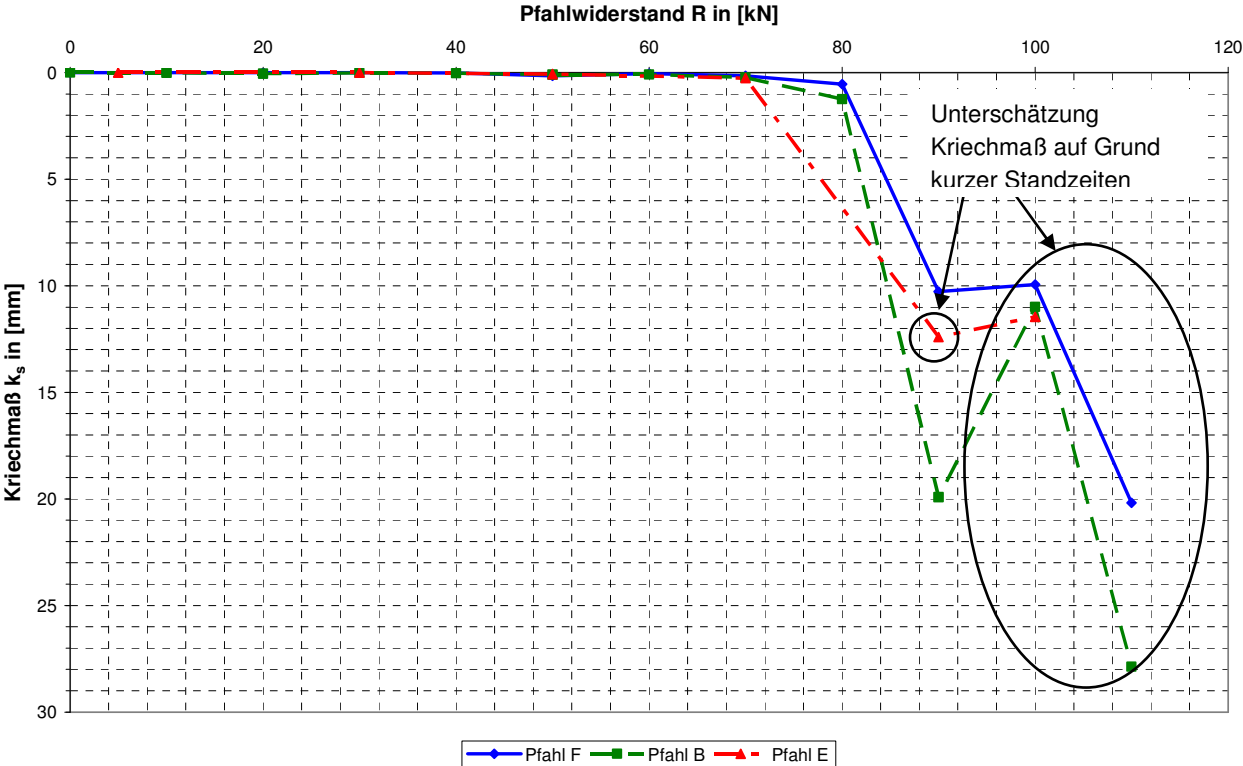 Pfahlwiderstand R in [kN]
0 20 40 60 80 100 120
0
5
10
15
20
25
30
Kriechmaß ks in [mm]
Unterschätzung
Kriechmaß auf Grund
kurzer Standzeiten
Pfahl F Pfahl B Pfahl E